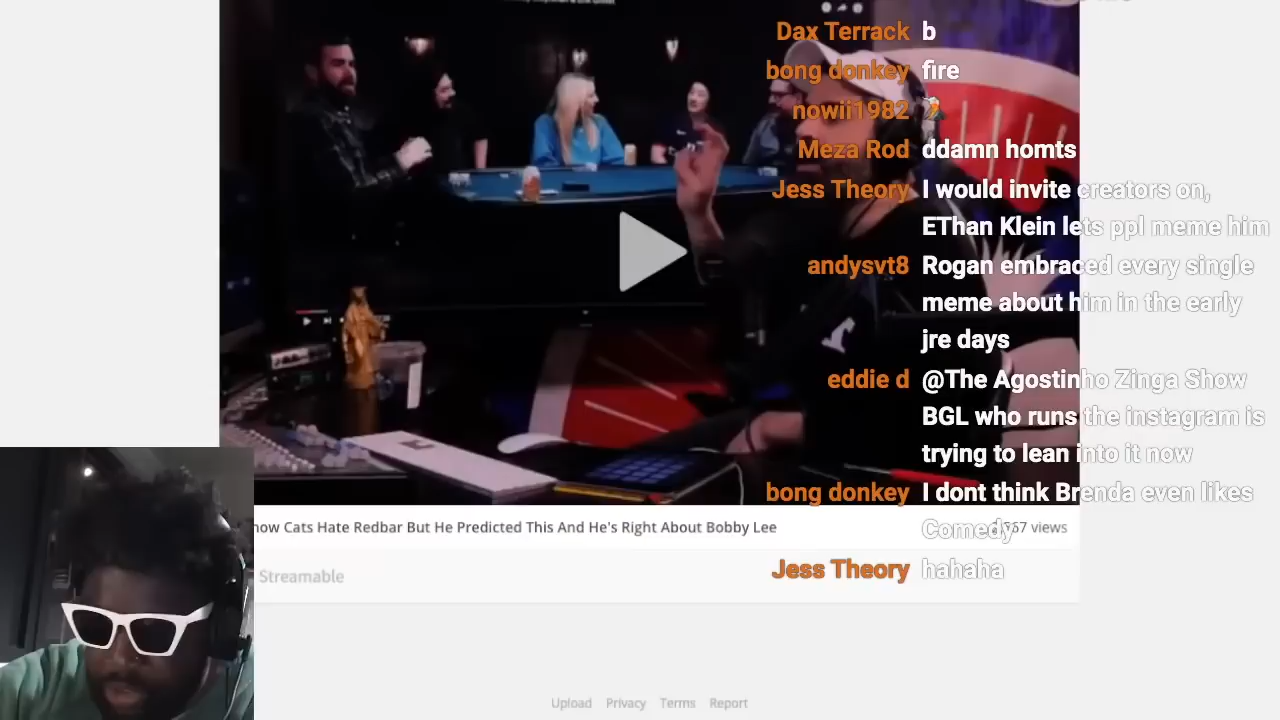 Dax Terrack b
bong donkey fire
nowii1982
Meza Rod ddamn homts
Jess Theory I would invite creators on,
EThan Klein lets ppl meme him
andysvt8 Rogan embraced every single
meme about him in the early
jre days
eddie d @The Agostinho Zinga Show
BGL who runs the instagram is
trying to lean into it now
bong donkey I dont think Brenda even likes
Comedy
Jess Theory hahaha
Cats Hate Redbar But He Predicted This And He's Right About Bobby Lee
views
Streamable
Upload Privacy Terms Report